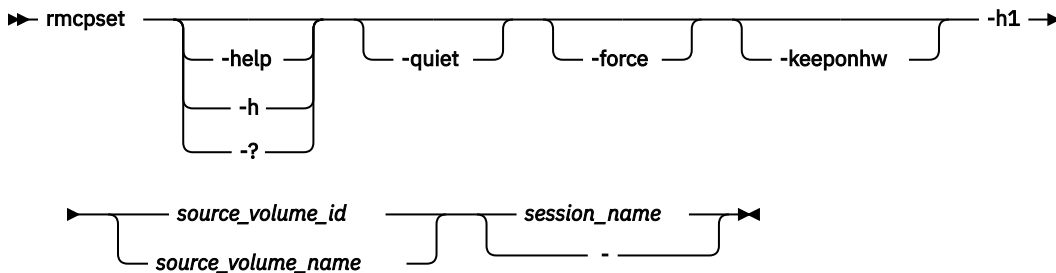 rmcpset -h1
-help -quiet -force -keeponhw
-h
-?
source_volume_id session_name
source_volume_name -